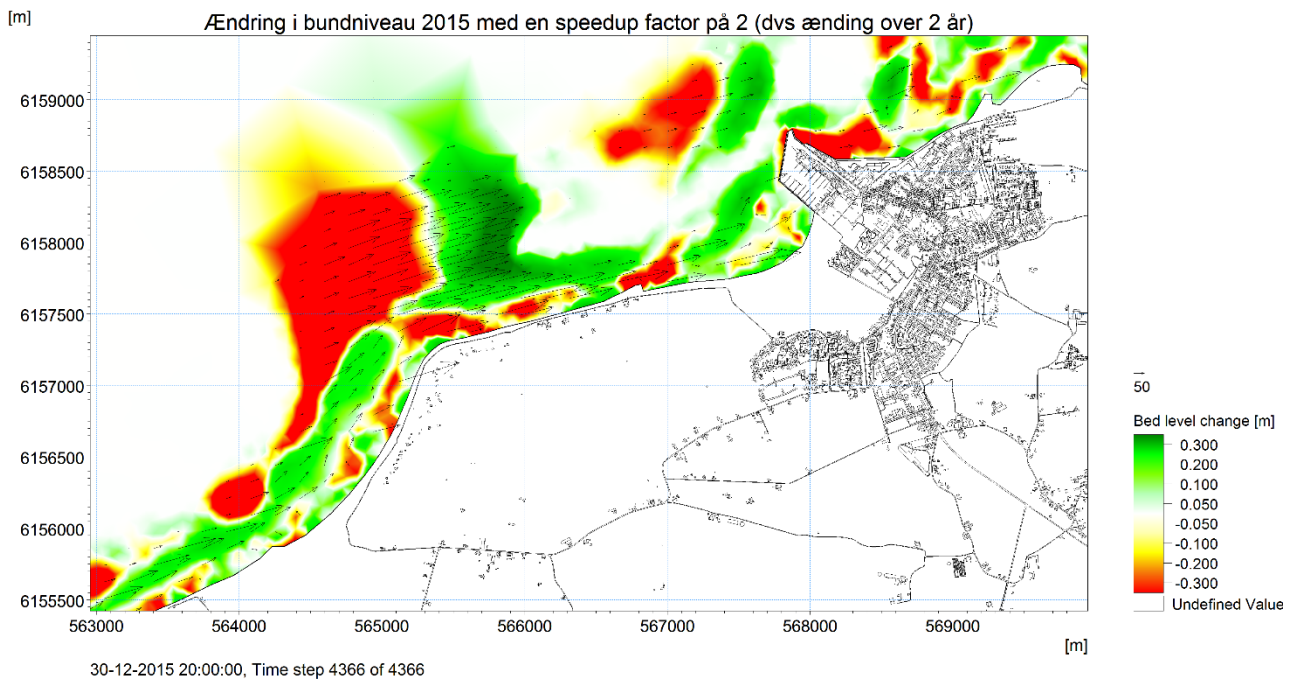 [m]
Ændring i bundniveau 2015 med en speedup factor på 2 (dvs ænding over 2 år)
6159000
6158500
6158000
6157500
6157000
6156500
6156000
6155500
563000 564000 565000 566000 567000 568000 569000
[m]
50
Bed level change [m]
0.300
0.200
0.100
0.050
-0.050
-0.100
-0.200
-0.300
Undefined Value
30-12-2015 20:00:00, Time step 4366 of 4366